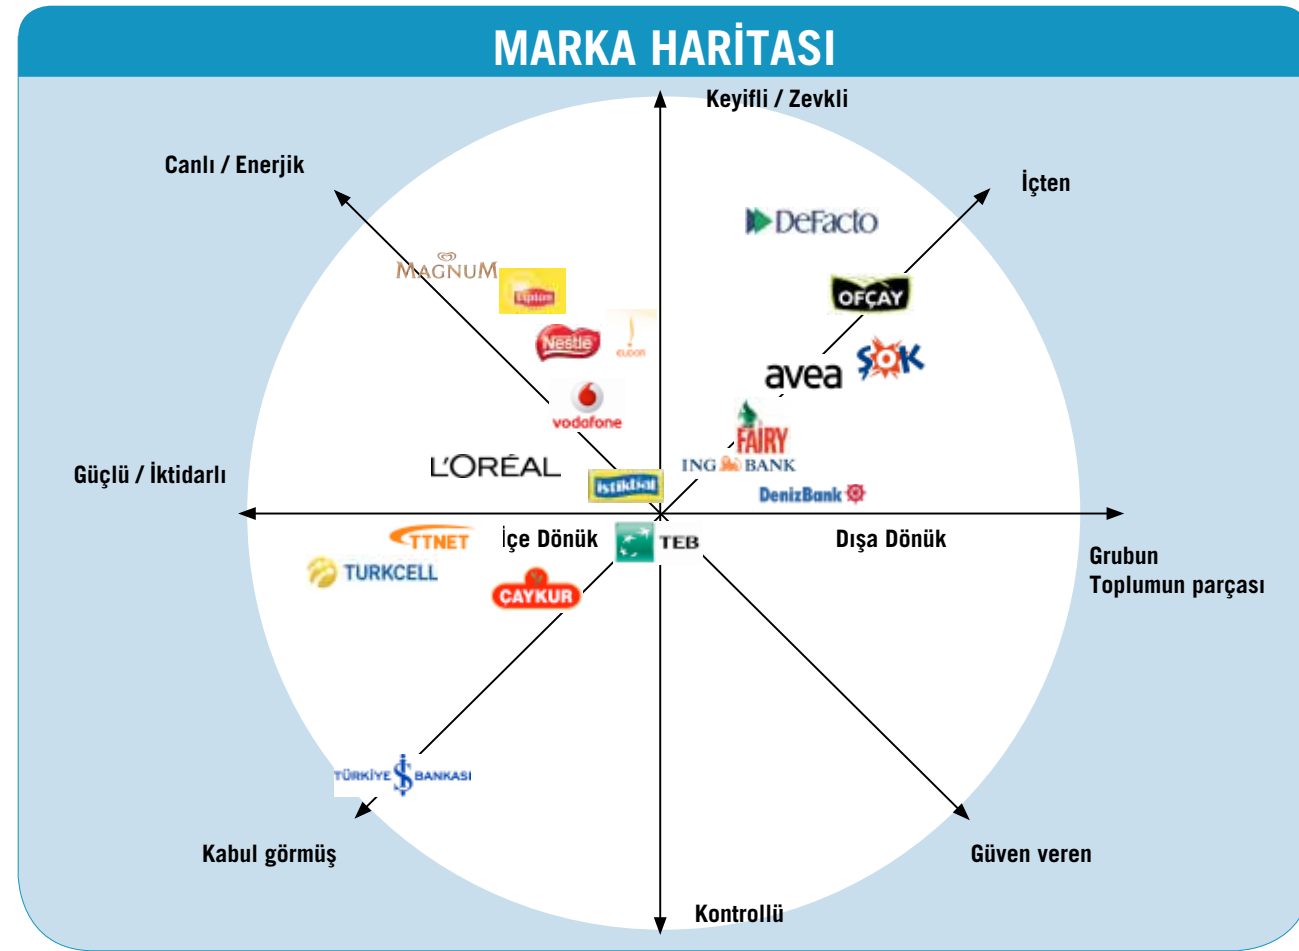 MARKA HARİTASI
Keyifli / Zevkli
Canlı / Enerjik
İçten
DeFacto
MAGNUM
Lipton
OFÇAY
Nestle
ELIDOR
ŞOK
avea
vodafone
FAIRY
L'ORÉAL
ING BANK
Güçlü / İktidarlı
istikbal
DenizBank
TTNET
İçe Dönük
TEB
Dışa Dönük
Grubun
Toplumun parçası
TURKCELL
ÇAYKUR
TÜRKİYE İŞ BANKASI
Kabul görmüş
Güven veren
Kontrollü